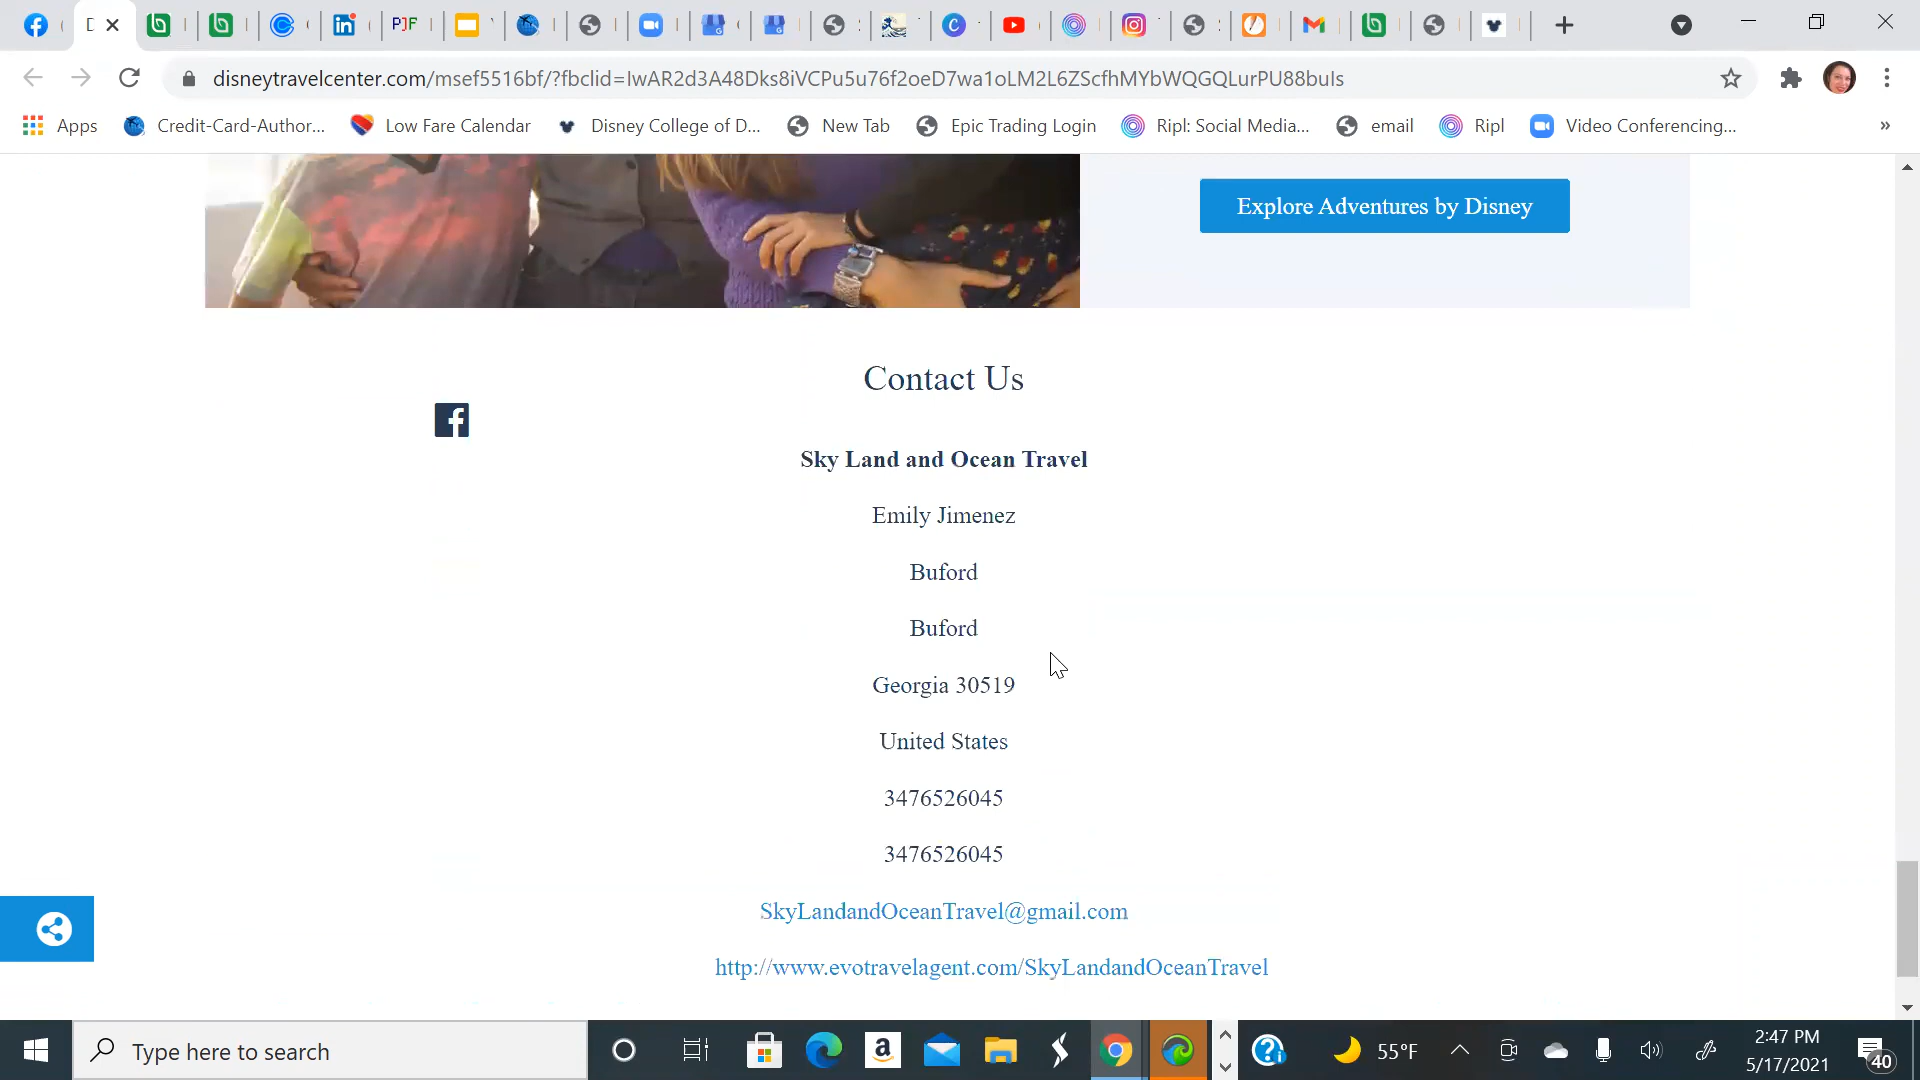 disneytravelcenter.com/msef5516bf/?fbclid=IwAR2d3A48Dks8iVCPu5u76f2oeD7wa1oLM2L6ZScfhMYbWQGQLurPU88buIs
Apps Credit-Card-Author... Low Fare Calendar Disney College of D... New Tab Epic Trading Login Ripl: Social Media... email Ripl Video Conferencing... »
Explore Adventures by Disney
Contact Us
Sky Land and Ocean Travel
Emily Jimenez
Buford
Buford
Georgia 30519
United States
3476526045
3476526045
SkyLandandOceanTravel@gmail.com
http://www.evotravelagent.com/SkyLandandOceanTravel
Type here to search
55°F
2:47 PM
5/17/2021
40